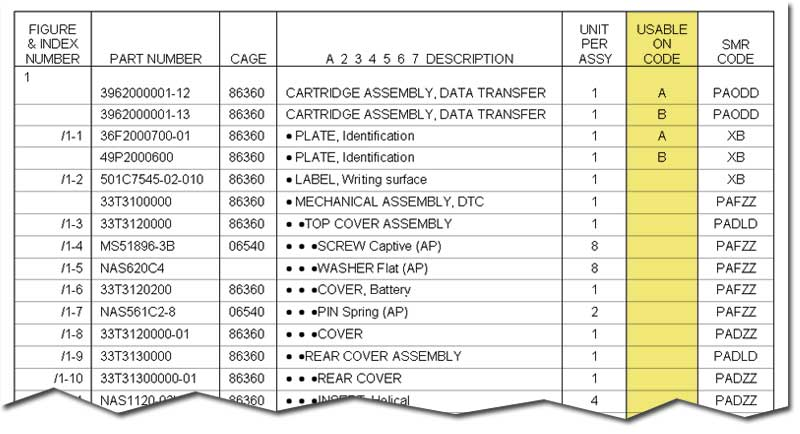 FIGURE & INDEX NUMBER PART NUMBER CAGE A 2 3 4 5 6 7 DESCRIPTION UNIT PER ASSY USABLE ON CODE SMR CODE
1
3962000001-12 86360 CARTRIDGE ASSEMBLY, DATA TRANSFER 1 A PAODD
3962000001-13 86360 CARTRIDGE ASSEMBLY, DATA TRANSFER 1 B PAODD
/1-1 36F2000700-01 86360 • PLATE, Identification 1 A XB
49P2000600 86360 • PLATE, Identification 1 B XB
/1-2 501C7545-02-010 86360 • LABEL, Writing surface 1 XB
33T3100000 86360 • MECHANICAL ASSEMBLY, DTC 1 PAFZZ
/1-3 33T3120000 86360 • •TOP COVER ASSEMBLY 1 PADLD
/1-4 MS51896-3B 06540 • • •SCREW Captive (AP) 8 PAFZZ
/1-5 NAS620C4 • • •WASHER Flat (AP) 8 PAFZZ
/1-6 33T3120200 86360 • • •COVER, Battery 1 PAFZZ
/1-7 NAS561C2-8 06540 • • •PIN Spring (AP) 2 PAFZZ
/1-8 33T3120000-01 86360 • • •COVER 1 PADZZ
/1-9 33T3130000 86360 • •REAR COVER ASSEMBLY 1 PADLD
/1-10 33T31300000-01 86360 • • •REAR COVER 1 PADZZ
06540 • • •INSERT, Helical 4 PADZZ